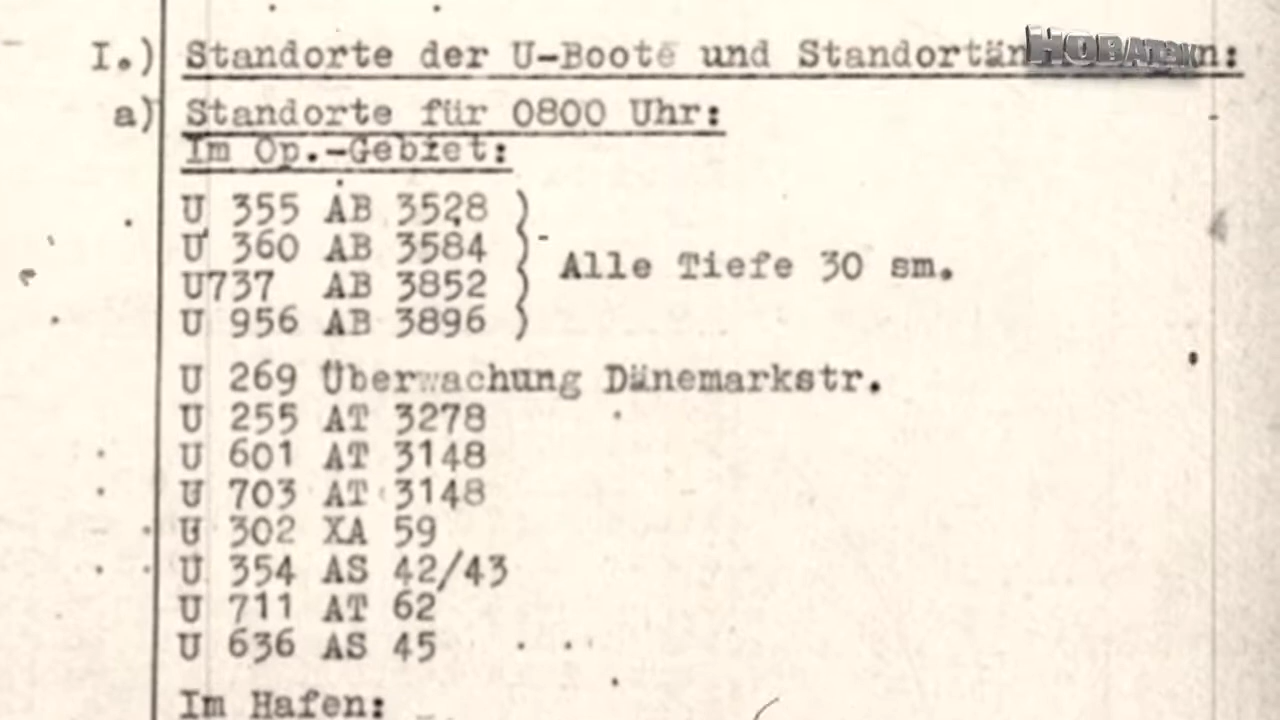 I.) Standorte der U-Boote und Standortän
HOBATEKN
a) Standorte für 0800 Uhr:
Im Op.-Gebiet:
U 355 AB 3528
U 360 AB 3584
Alle Tiefe 30 sm.
U737 AB 3852
U 956 AB 3896
U 269 Überwachung Dänemarkstr.
U 255 AT 3278
U 601 AT 3148
U 703 AT 3148
U 302 XA 59
U 354 AS 42/43
U 711 AT 62
U 636 AS 45
Im Hafen: